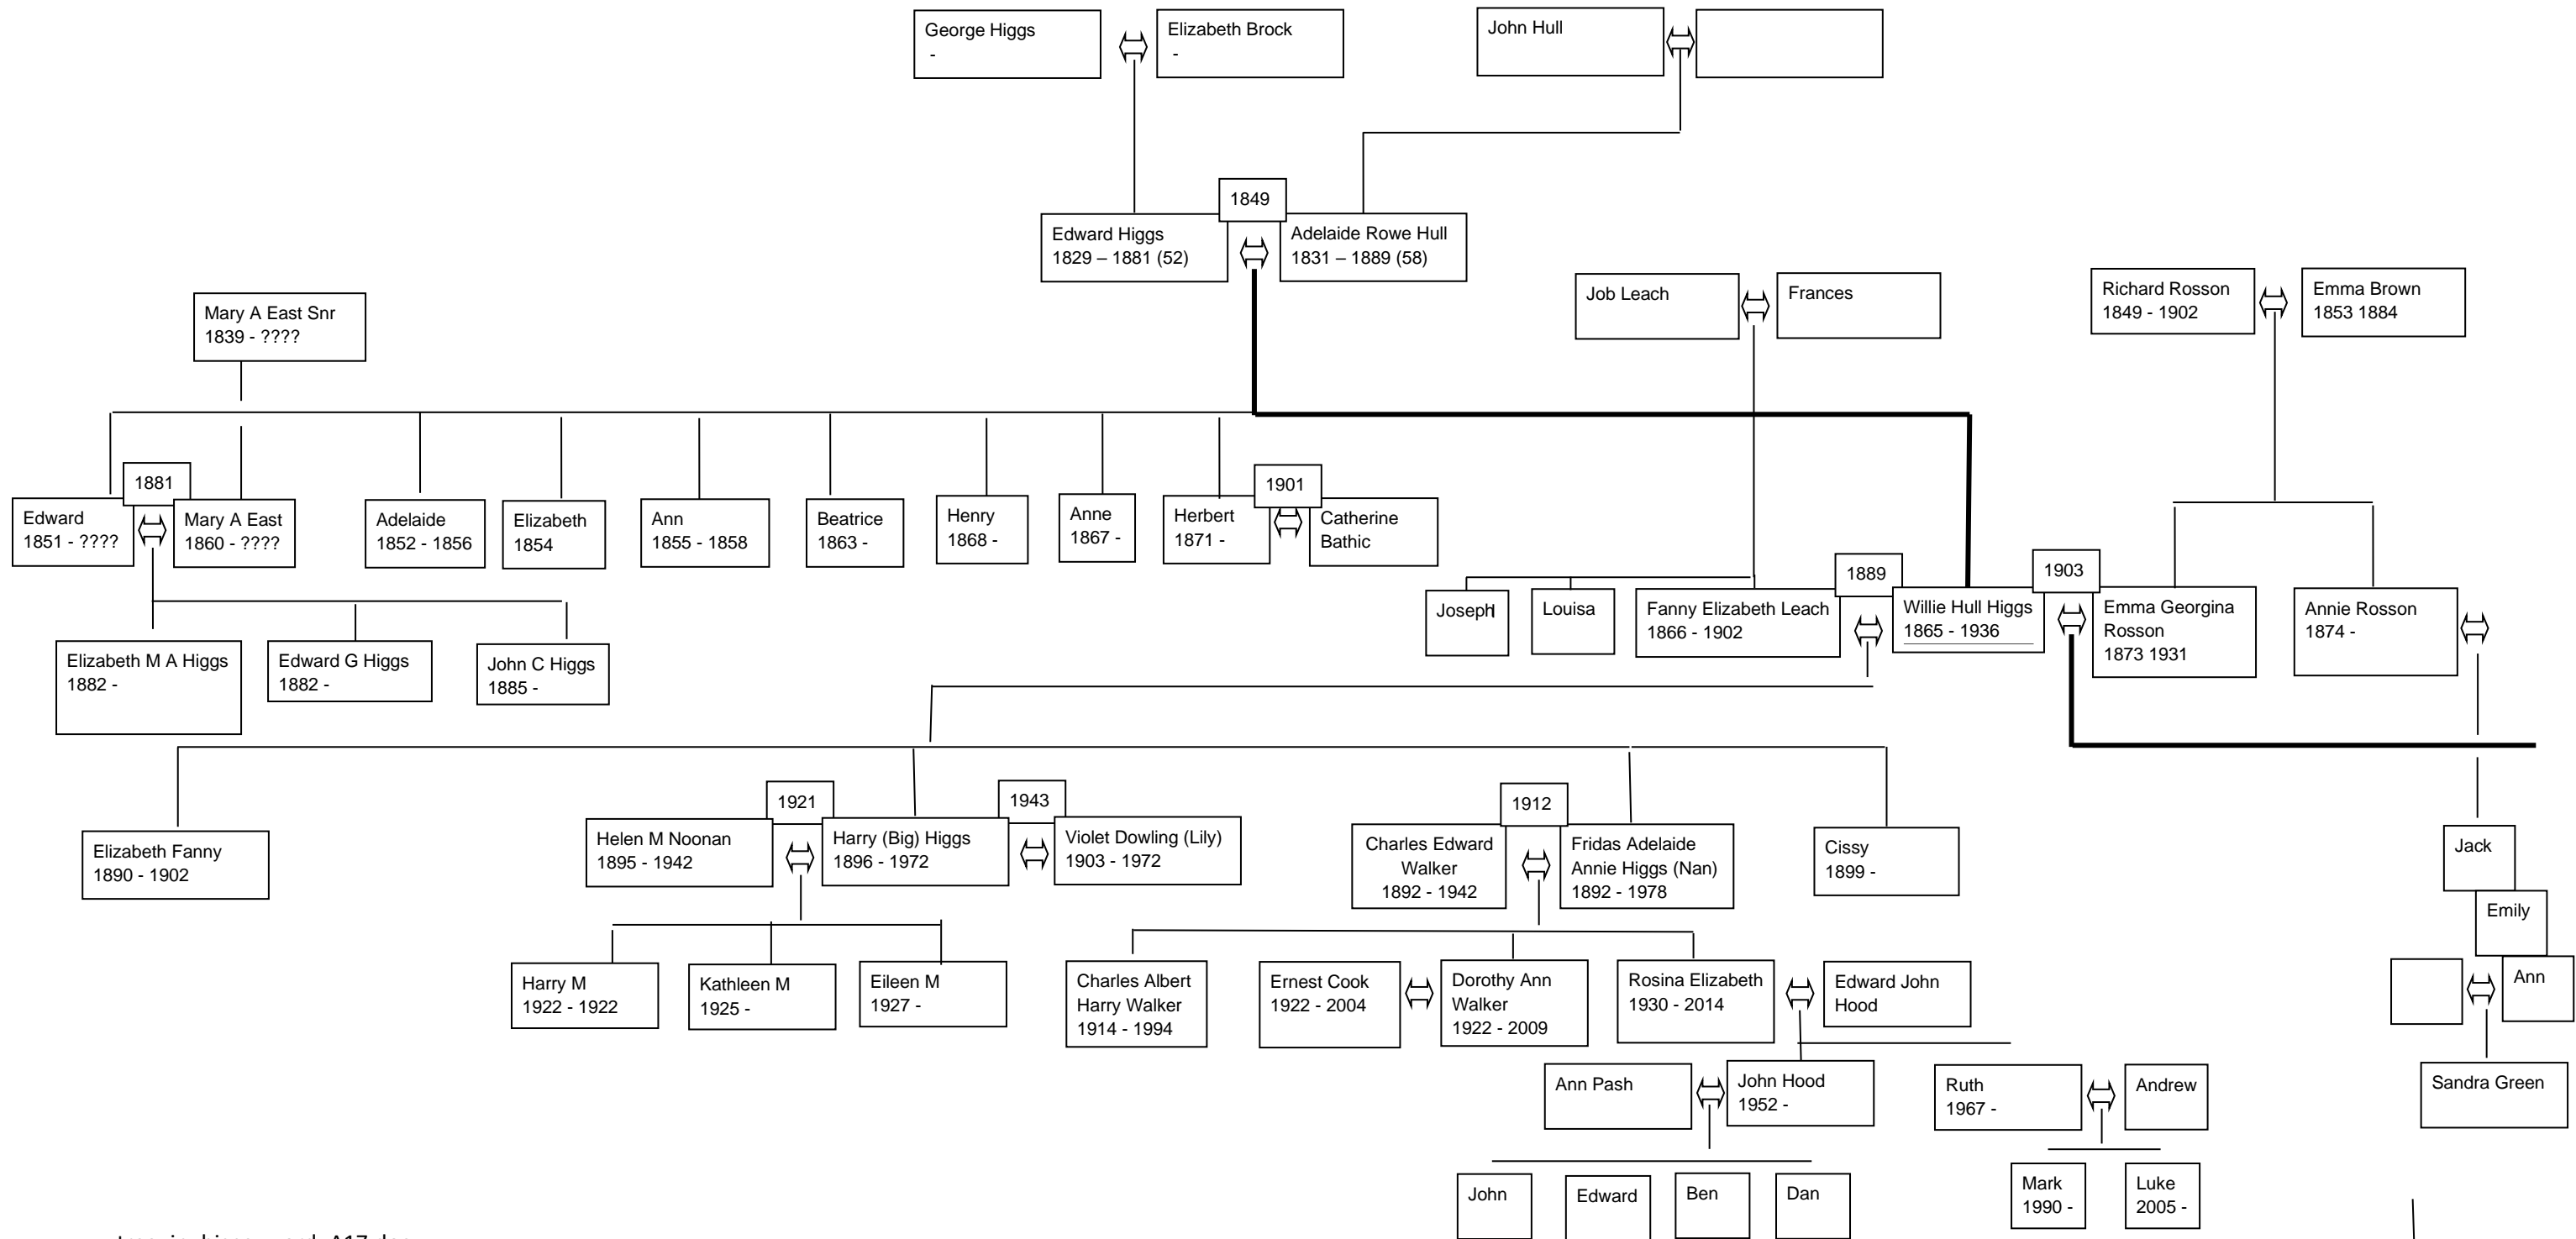 George Higgs
-
Elizabeth Brock
-
John Hull
1849
Edward Higgs
1829 – 1881 (52)
Adelaide Rowe Hull
1831 – 1889 (58)
Job Leach
Frances
Richard Rosson
1849 - 1902
Emma Brown
1853 1884
Mary A East Snr
1839 - ????
1881
1901
Edward
1851 - ????
Mary A East
1860 - ????
Adelaide
1852 - 1856
Elizabeth
1854
Ann
1855 - 1858
Beatrice
1863 -
Henry
1868 -
Anne
1867 -
Herbert
1871 -
Catherine
Bathic
1889
1903
Joseph
Louisa
Fanny Elizabeth Leach
1866 - 1902
Willie Hull Higgs
1865 - 1936
Emma Georgina
Rosson
1873 1931
Annie Rosson
1874 -
Elizabeth M A Higgs
1882 -
Edward G Higgs
1882 -
John C Higgs
1885 -
1921
1943
1912
Elizabeth Fanny
1890 - 1902
Helen M Noonan
1895 - 1942
Harry (Big) Higgs
1896 - 1972
Violet Dowling (Lily)
1903 - 1972
Charles Edward
Walker
1892 - 1942
Fridas Adelaide
Annie Higgs (Nan)
1892 - 1978
Cissy
1899 -
Jack
Emily
Ann
Harry M
1922 - 1922
Kathleen M
1925 -
Eileen M
1927 -
Charles Albert
Harry Walker
1914 - 1994
Ernest Cook
1922 - 2004
Dorothy Ann
Walker
1922 - 2009
Rosina Elizabeth
1930 - 2014
Edward John
Hood
Ann Pash
John Hood
1952 -
Ruth
1967 -
Andrew
Sandra Green
John
Edward
Ben
Dan
Mark
1990 -
Luke
2005 -